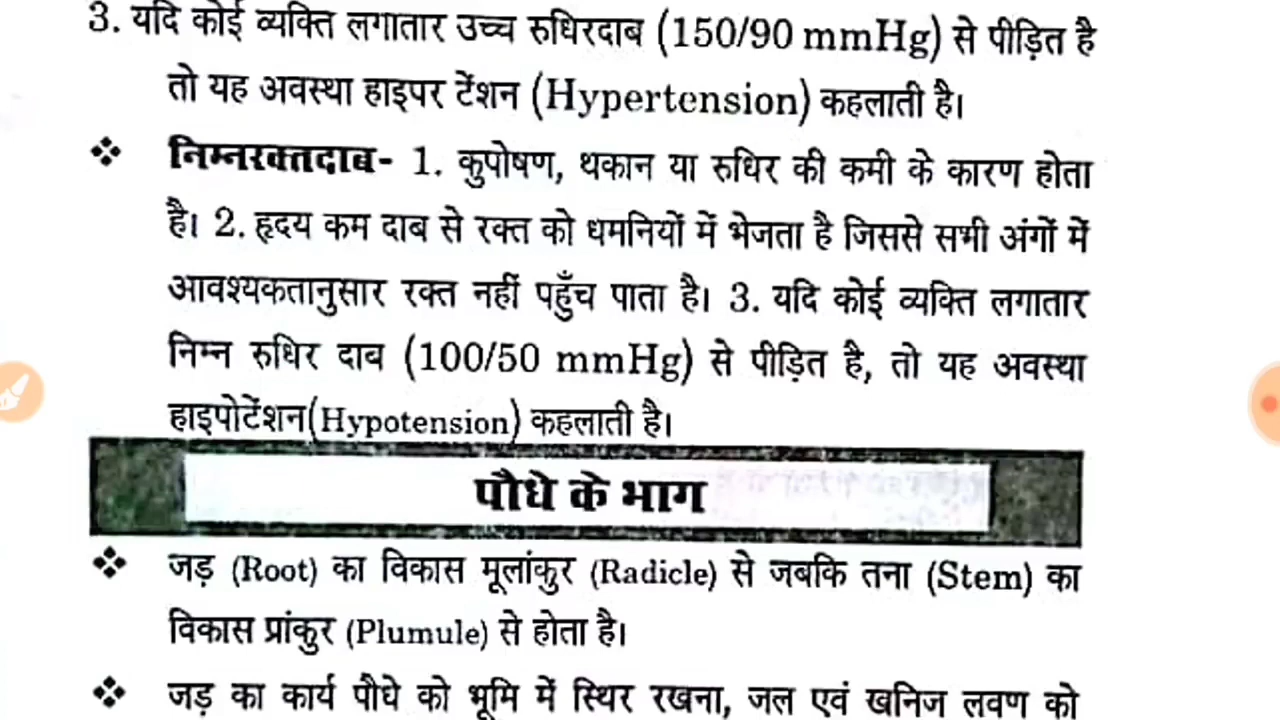 3. यदि कोई व्यक्ति लगातार उच्च रुधिरदाब (150/90 mmHg) से पीड़ित है
तो यह अवस्था हाइपर टेंशन (Hypertension) कहलाती है।
❖ निम्नरक्तदाब- 1. कुपोषण, थकान या रुधिर की कमी के कारण होता
है। 2. हृदय कम दाब से रक्त को धमनियों में भेजता है जिससे सभी अंगों में
आवश्यकतानुसार रक्त नहीं पहुँच पाता है। 3. यदि कोई व्यक्ति लगातार
निम्न रुधिर दाब (100/50 mmHg) से पीड़ित है, तो यह अवस्था
हाइपोटेंशन(Hypotension) कहलाती है।
पौधे के भाग
❖ जड़ (Root) का विकास मूलांकुर (Radicle) से जबकि तना (Stem) का
विकास प्रांकुर (Plumule) से होता है।
❖ जड़ का कार्य पौधे को भूमि में स्थिर रखना, जल एवं खनिज लवण को